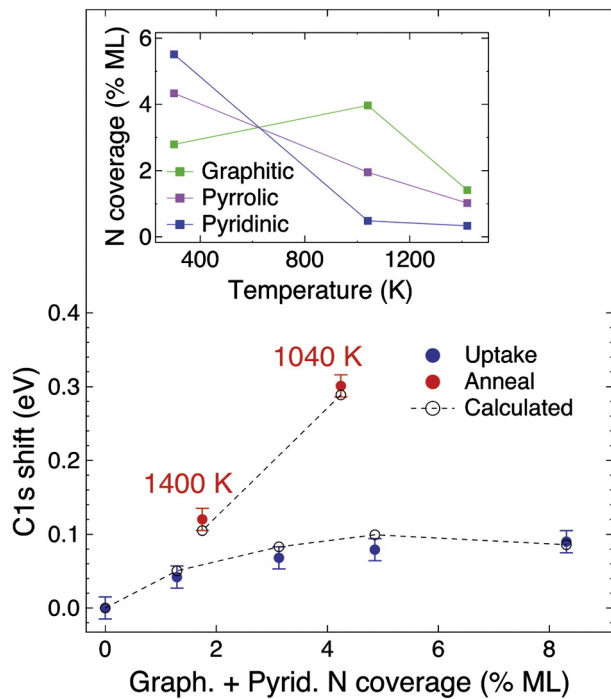 N coverage (% ML)
6
4
2
0
Graphitic
Pyrrolic
Pyridinic
400
800
1200
Temperature (K)
C1s shift (eV)
0.4
0.3
0.2
0.1
0.0
1040 K
1400 K
Uptake
Anneal
Calculated
0
2
4
6
8
Graph. + Pyrid. N coverage (% ML)